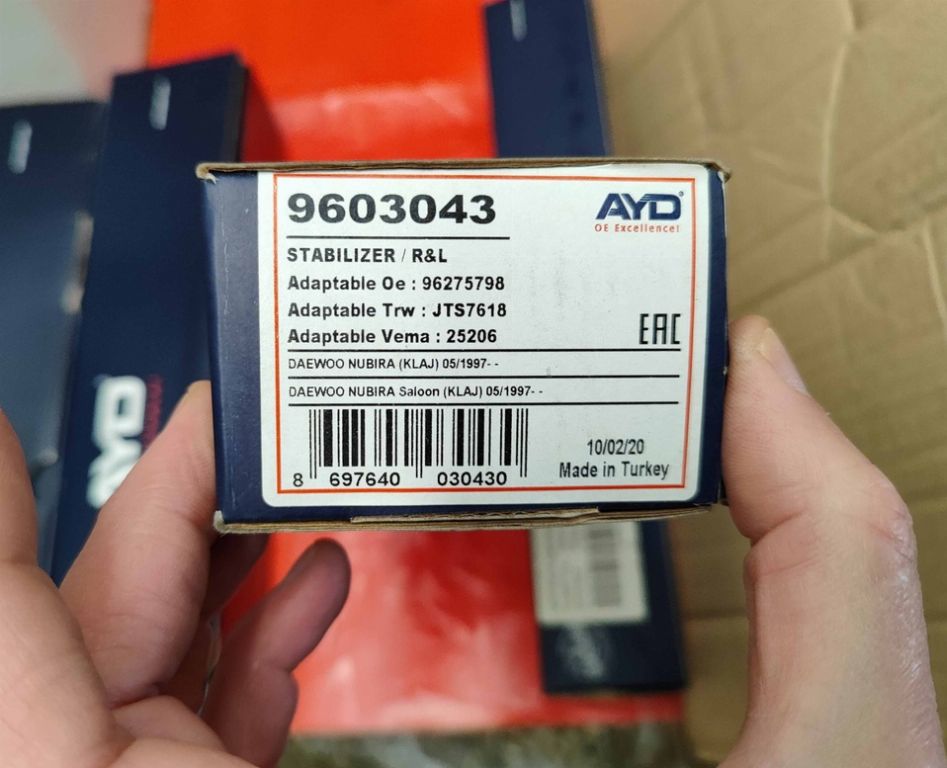 9603043
AYD
OE Excellence!
STABILIZER / R&L
Adaptable Oe : 96275798
Adaptable Trw : JTS7618
Adaptable Vema : 25206
EAC
DAEWOO NUBIRA (KLAJ) 05/1997- -
DAEWOO NUBIRA Saloon (KLAJ) 05/1997- -
8 697640 030430
10/02/20
Made in Turkey
AYD